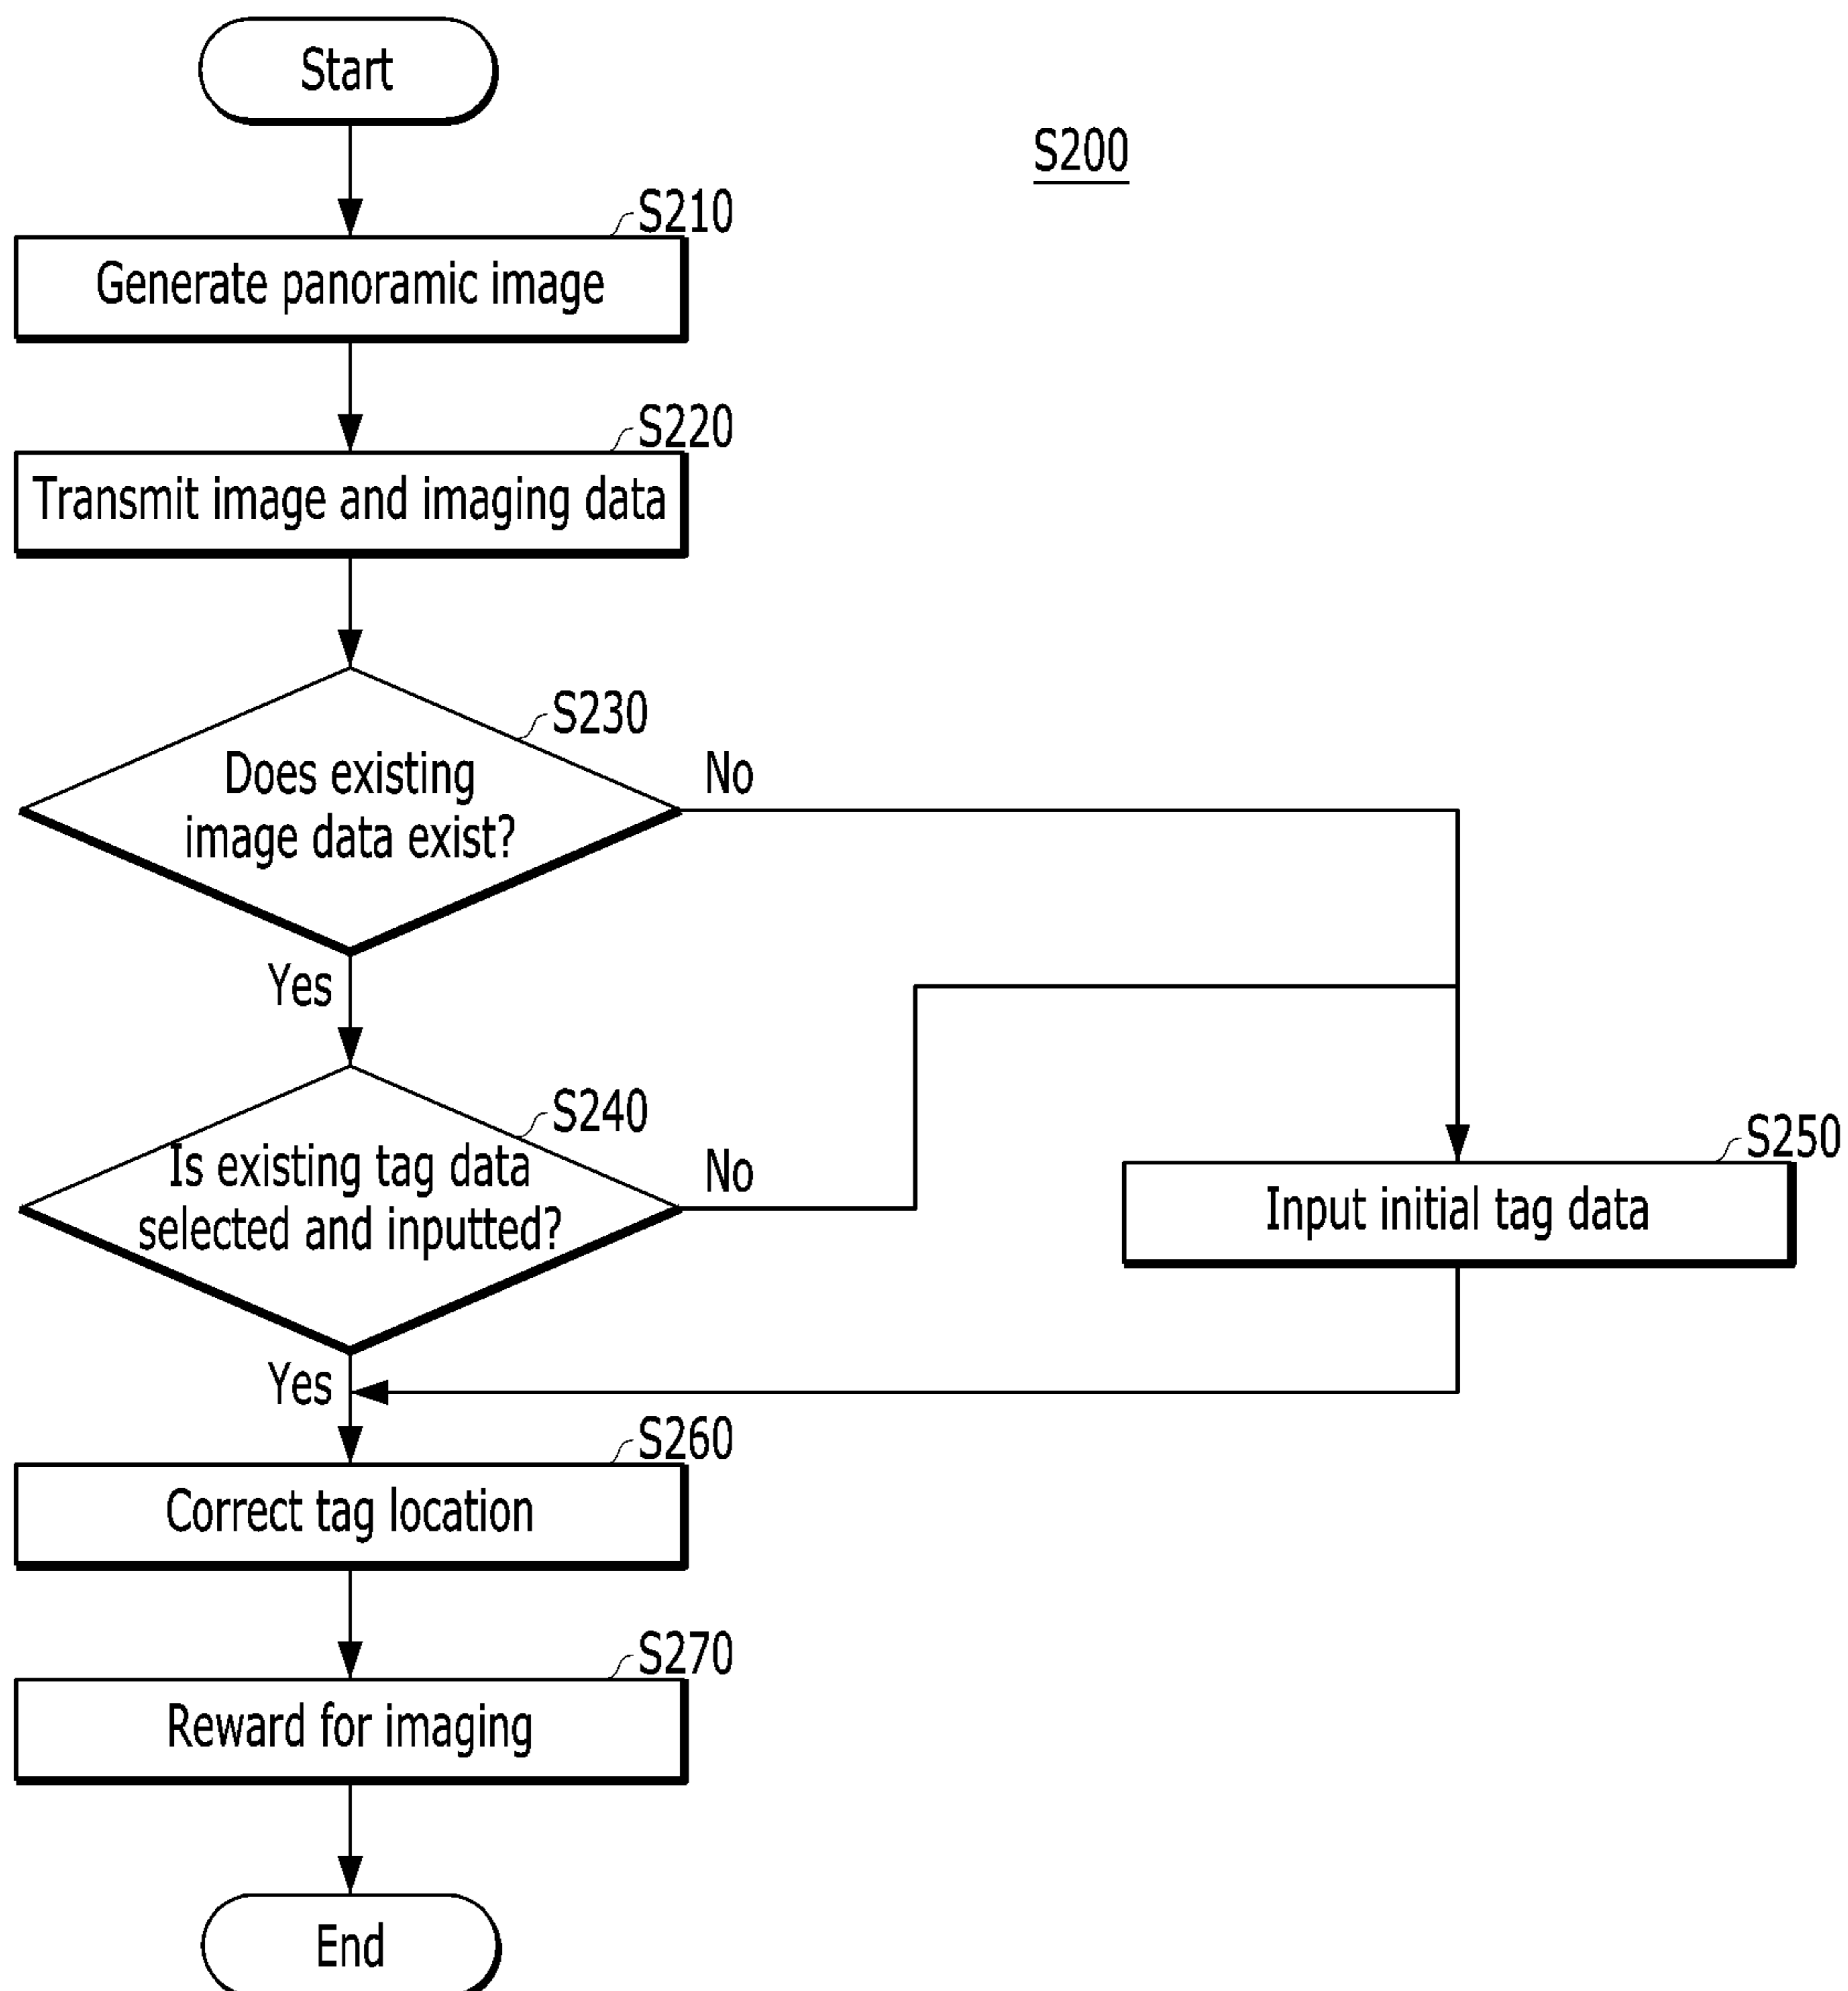 Start
S200
S210
Generate panoramic image
S220
Transmit image and imaging data
S230
Does existing
image data exist?
No
Yes
S240
Is existing tag data
selected and inputted?
No
S250
Input initial tag data
Yes
S260
Correct tag location
S270
Reward for imaging
End